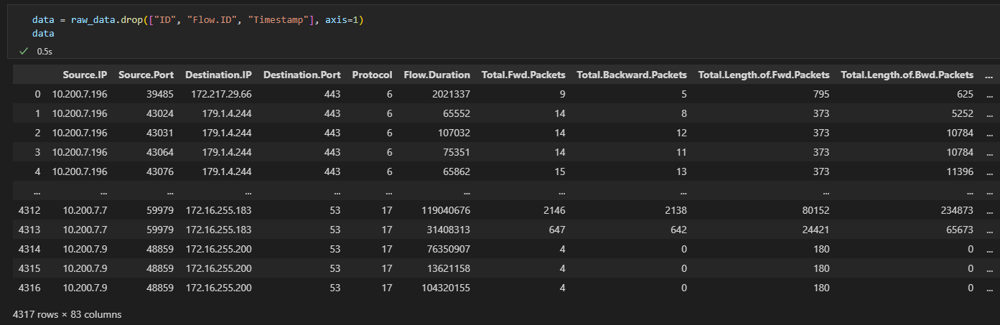 data = raw_data.drop(["ID", "Flow.ID", "Timestamp"], axis=1)
data
0.5s
Source.IP Source.Port Destination.IP Destination.Port Protocol Flow.Duration Total.Fwd.Packets Total.Backward.Packets Total.Length.of.Fwd.Packets Total.Length.of.Bwd.Packets ...
0 10.200.7.196 39485 172.217.29.66 443 6 2021337 9 5 795 625 ...
1 10.200.7.196 43024 179.1.4.244 443 6 65552 14 8 373 5252 ...
2 10.200.7.196 43031 179.1.4.244 443 6 107032 14 12 373 10784 ...
3 10.200.7.196 43064 179.1.4.244 443 6 75351 14 11 373 10784 ...
4 10.200.7.196 43076 179.1.4.244 443 6 65862 15 13 373 11396 ...
... ... ... ... ... ... ... ... ... ... ... ...
4312 10.200.7.7 59979 172.16.255.183 53 17 119040676 2146 2138 80152 234873 ...
4313 10.200.7.7 59979 172.16.255.183 53 17 31408313 647 642 24421 65673 ...
4314 10.200.7.9 48859 172.16.255.200 53 17 76350907 4 0 180 0 ...
4315 10.200.7.9 48859 172.16.255.200 53 17 13621158 4 0 180 0 ...
4316 10.200.7.9 48859 172.16.255.200 53 17 104320155 4 0 180 0 ...
4317 rows × 83 columns